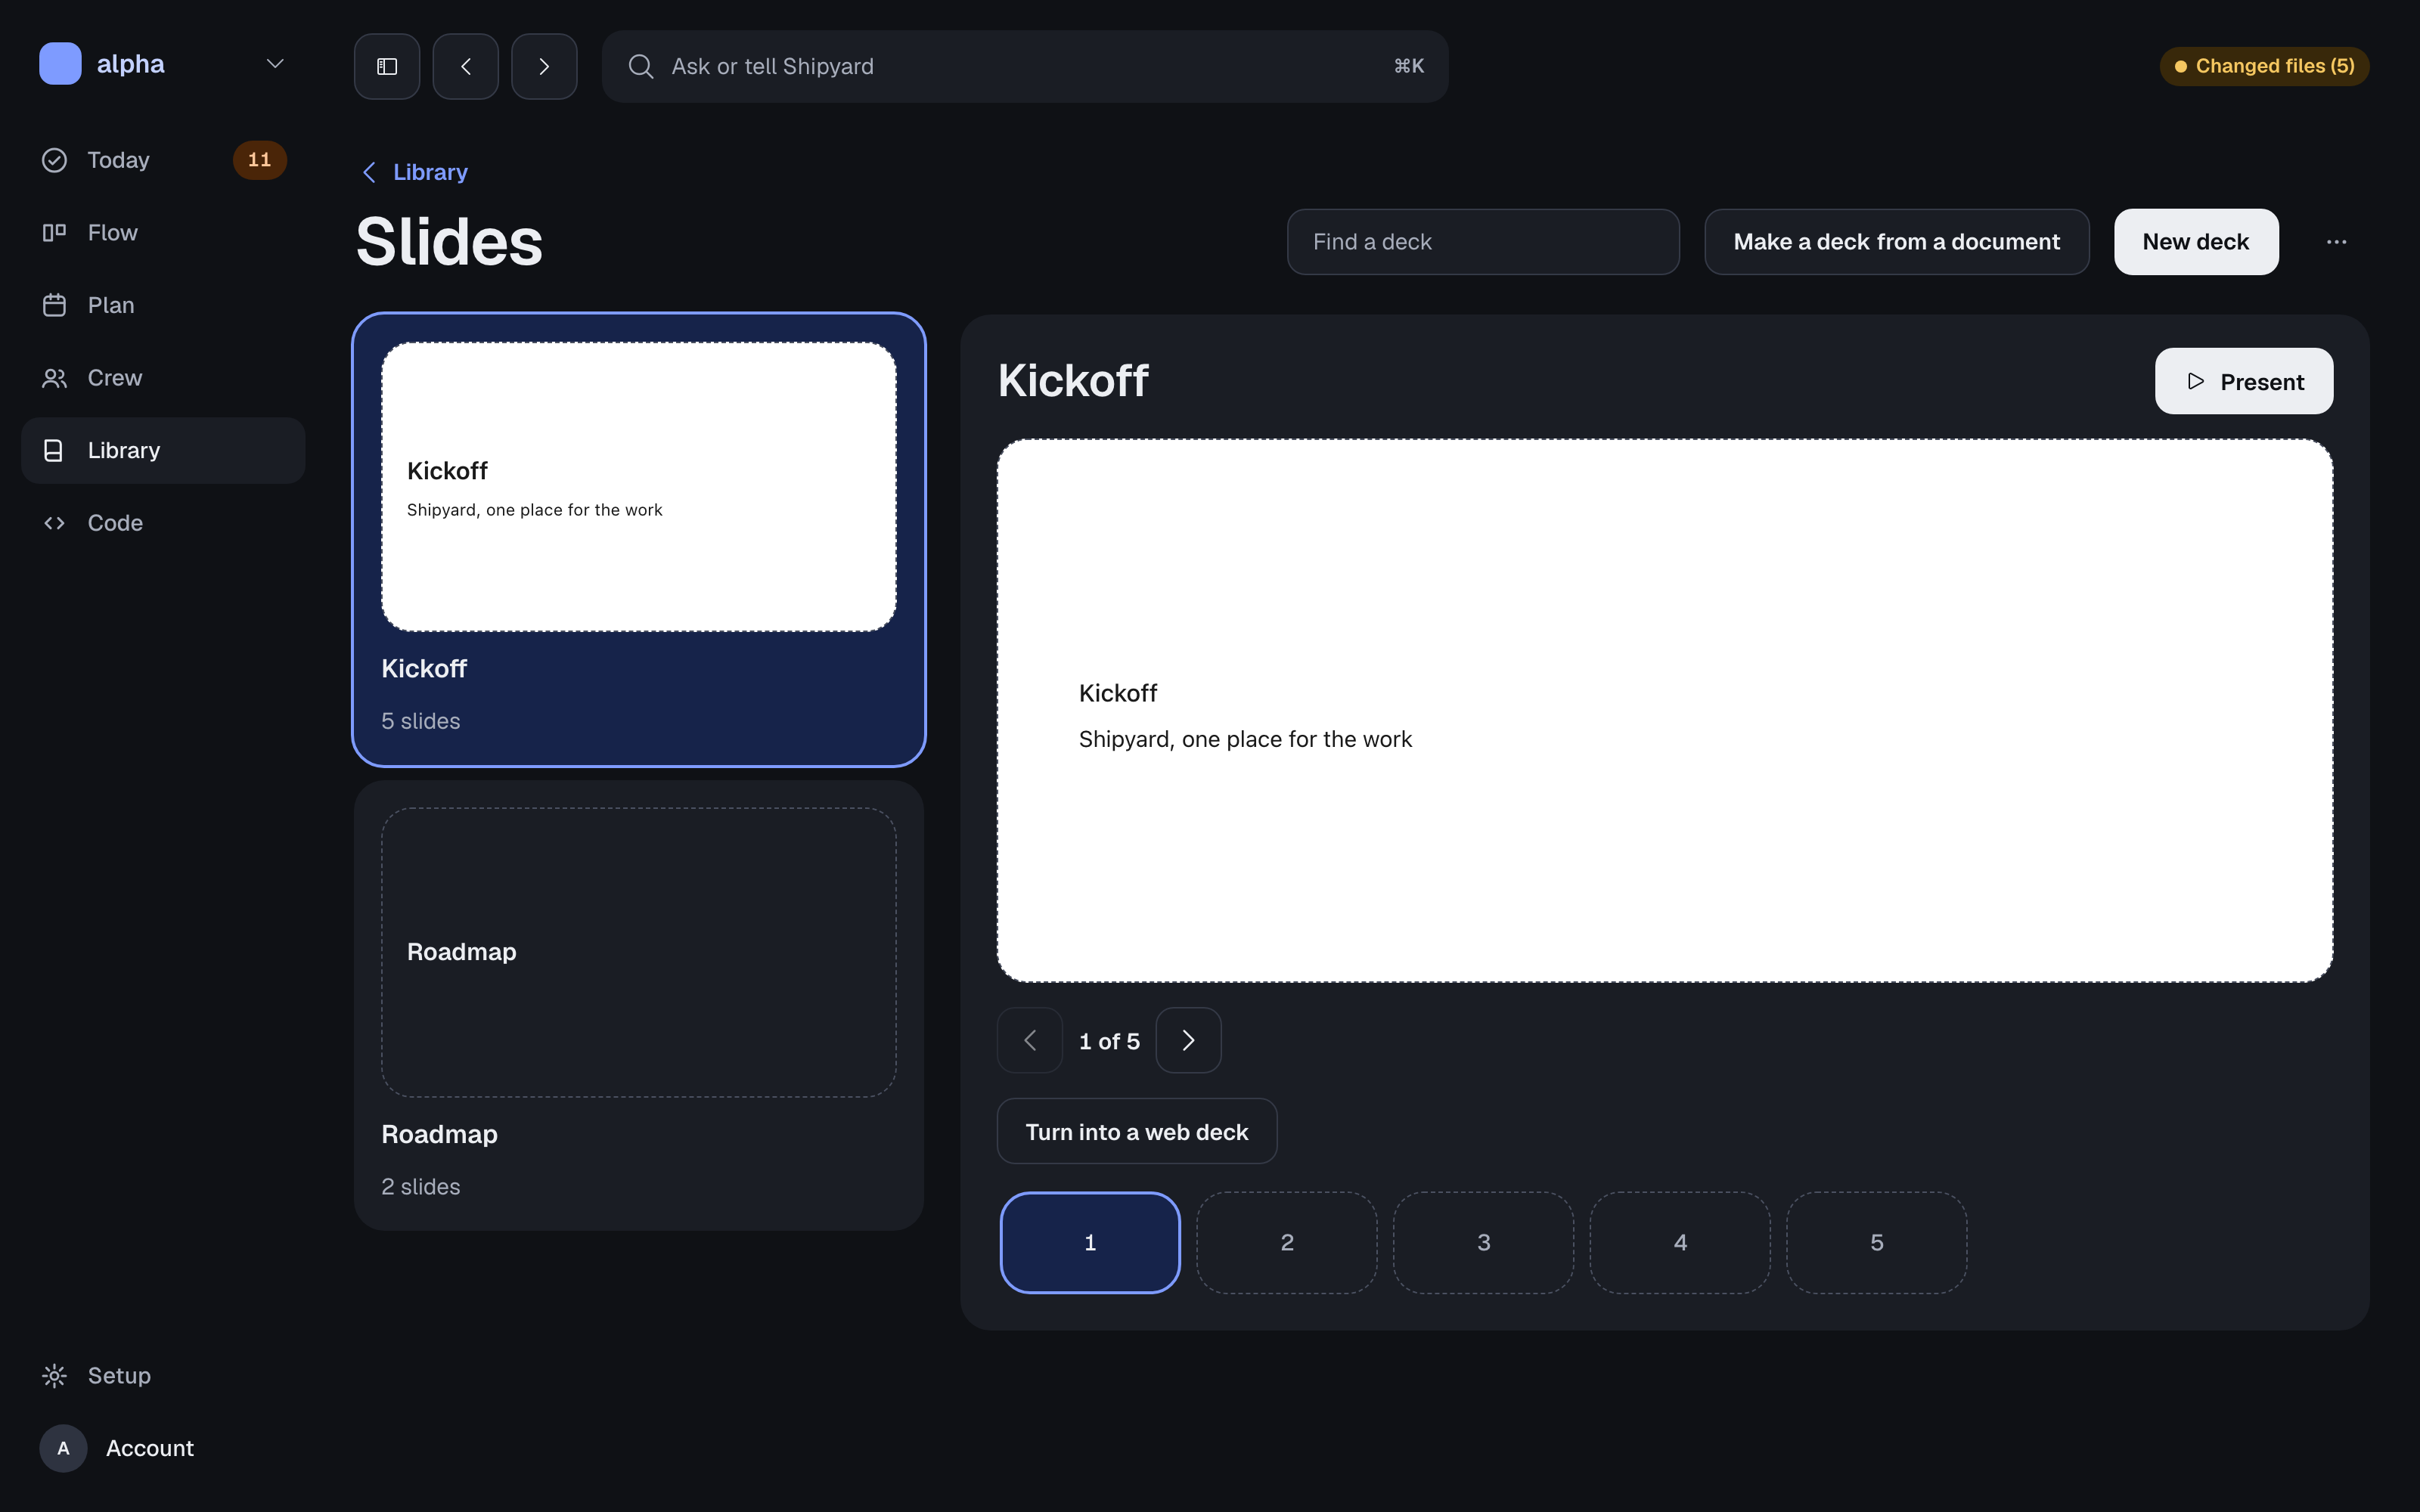 alpha
Ask or tell Shipyard
⌘K
Changed files (5)
Today
11
Flow
Plan
Crew
Library
Code
Library
Slides
Find a deck
Make a deck from a document
New deck
Kickoff
Shipyard, one place for the work
Kickoff
5 slides
Roadmap
Roadmap
2 slides
Kickoff
Present
Kickoff
Shipyard, one place for the work
1 of 5
Turn into a web deck
1
2
3
4
5
Setup
A
Account